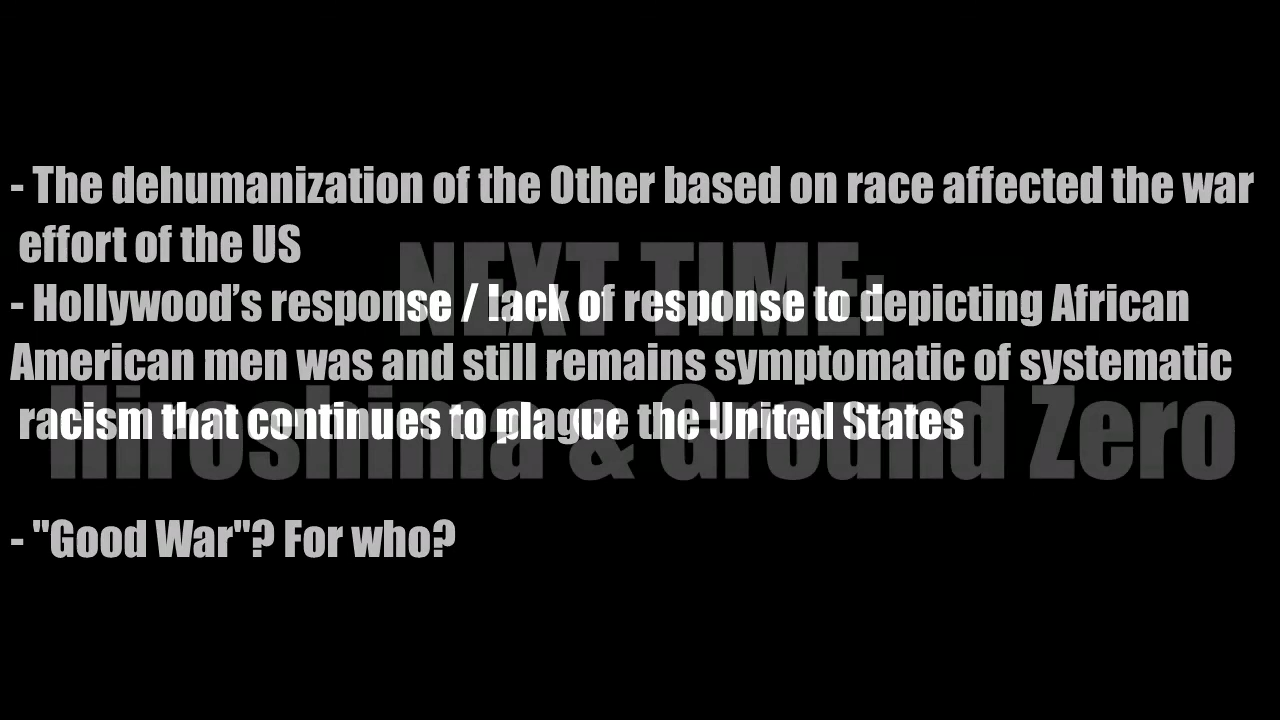 - The dehumanization of the Other based on race affected the war
effort of the US
NEXT TIME:
- Hollywood’s response / lack of response to depicting African
American men was and still remains symptomatic of systematic
racism that continues to plague the United States
Hiroshima & Ground Zero
- "Good War"? For who?